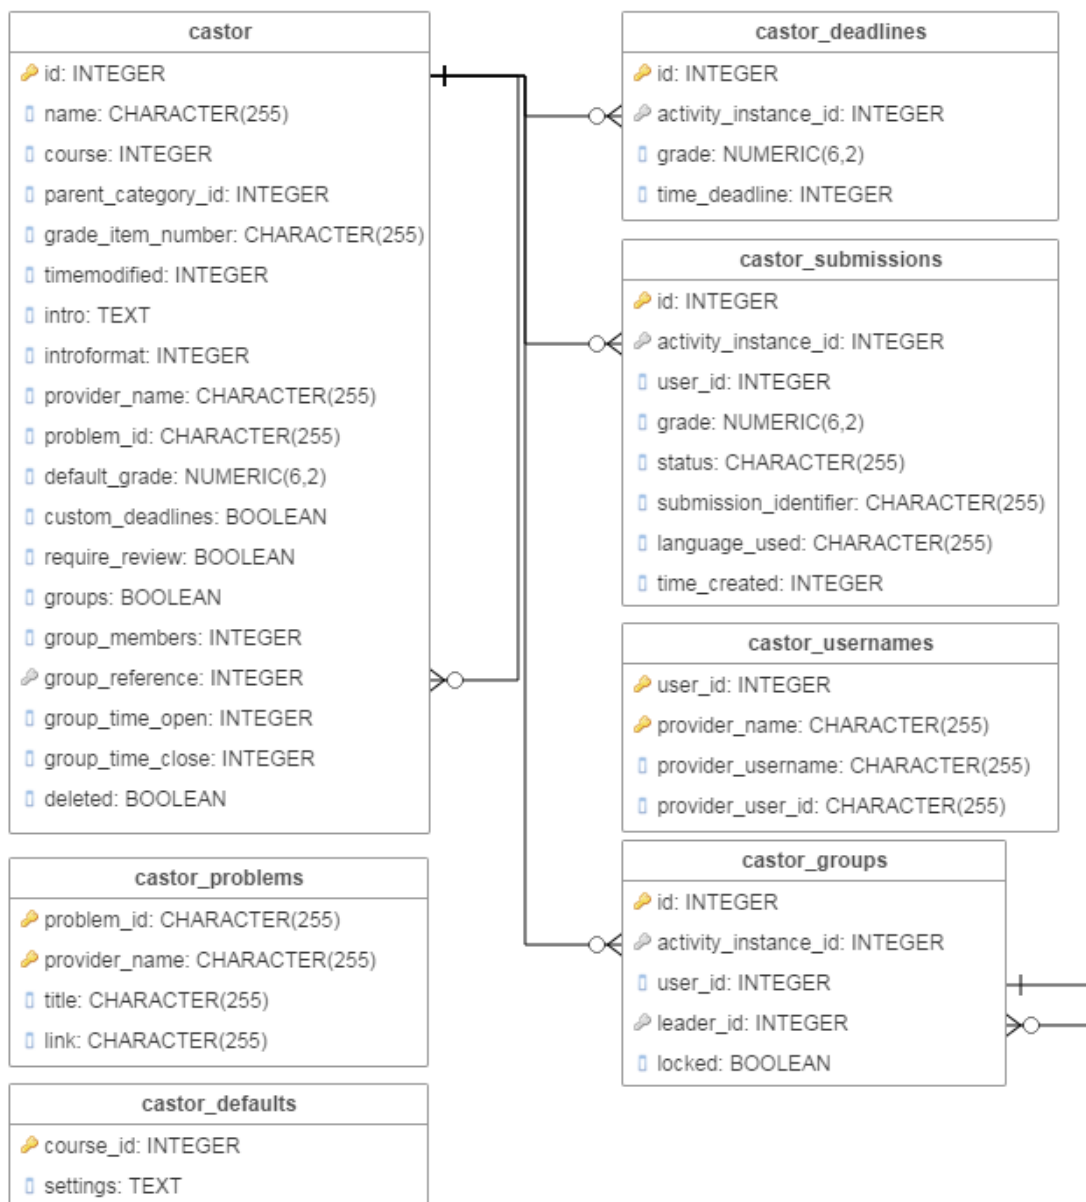 castor
id: INTEGER
name: CHARACTER(255)
course: INTEGER
parent_category_id: INTEGER
grade_item_number: CHARACTER(255)
timemodified: INTEGER
intro: TEXT
introformat: INTEGER
provider_name: CHARACTER(255)
problem_id: CHARACTER(255)
default_grade: NUMERIC(6,2)
custom_deadlines: BOOLEAN
require_review: BOOLEAN
groups: BOOLEAN
group_members: INTEGER
group_reference: INTEGER
group_time_open: INTEGER
group_time_close: INTEGER
deleted: BOOLEAN
castor_problems
problem_id: CHARACTER(255)
provider_name: CHARACTER(255)
title: CHARACTER(255)
link: CHARACTER(255)
castor_defaults
course_id: INTEGER
settings: TEXT
castor_deadlines
id: INTEGER
activity_instance_id: INTEGER
grade: NUMERIC(6,2)
time_deadline: INTEGER
castor_submissions
id: INTEGER
activity_instance_id: INTEGER
user_id: INTEGER
grade: NUMERIC(6,2)
status: CHARACTER(255)
submission_identifier: CHARACTER(255)
language_used: CHARACTER(255)
time_created: INTEGER
castor_usernames
user_id: INTEGER
provider_name: CHARACTER(255)
provider_username: CHARACTER(255)
provider_user_id: CHARACTER(255)
castor_groups
id: INTEGER
activity_instance_id: INTEGER
user_id: INTEGER
leader_id: INTEGER
locked: BOOLEAN